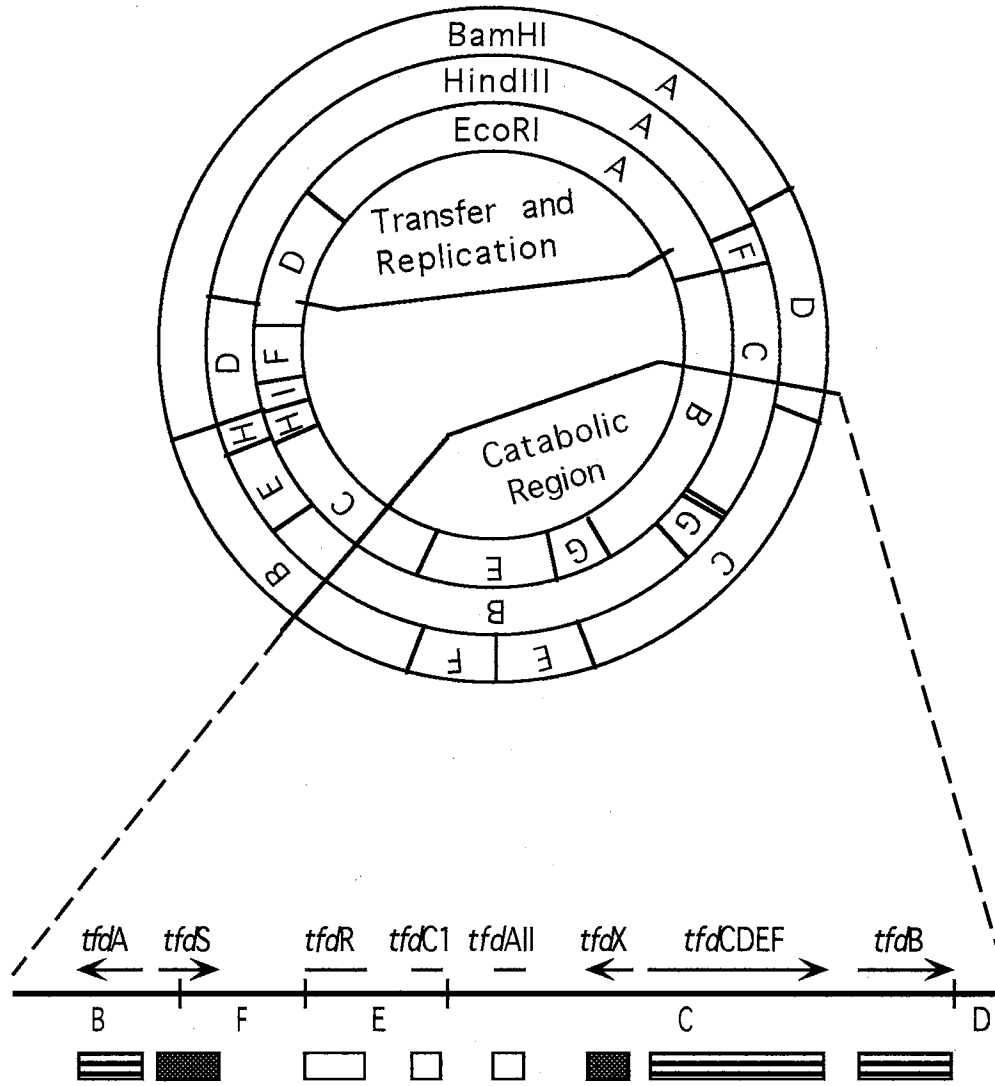 BamHI
A
HindIII
A
EcoRI
A
Transfer and
Replication
D
F
D
D
F
C
I
H
H
B
Catabolic
Region
E
C
G
G
E
C
B
B
E
F
tfdA tfdS tfdR tfdC1 tfdAII tfdX tfdCDEF tfdB
B F E C D